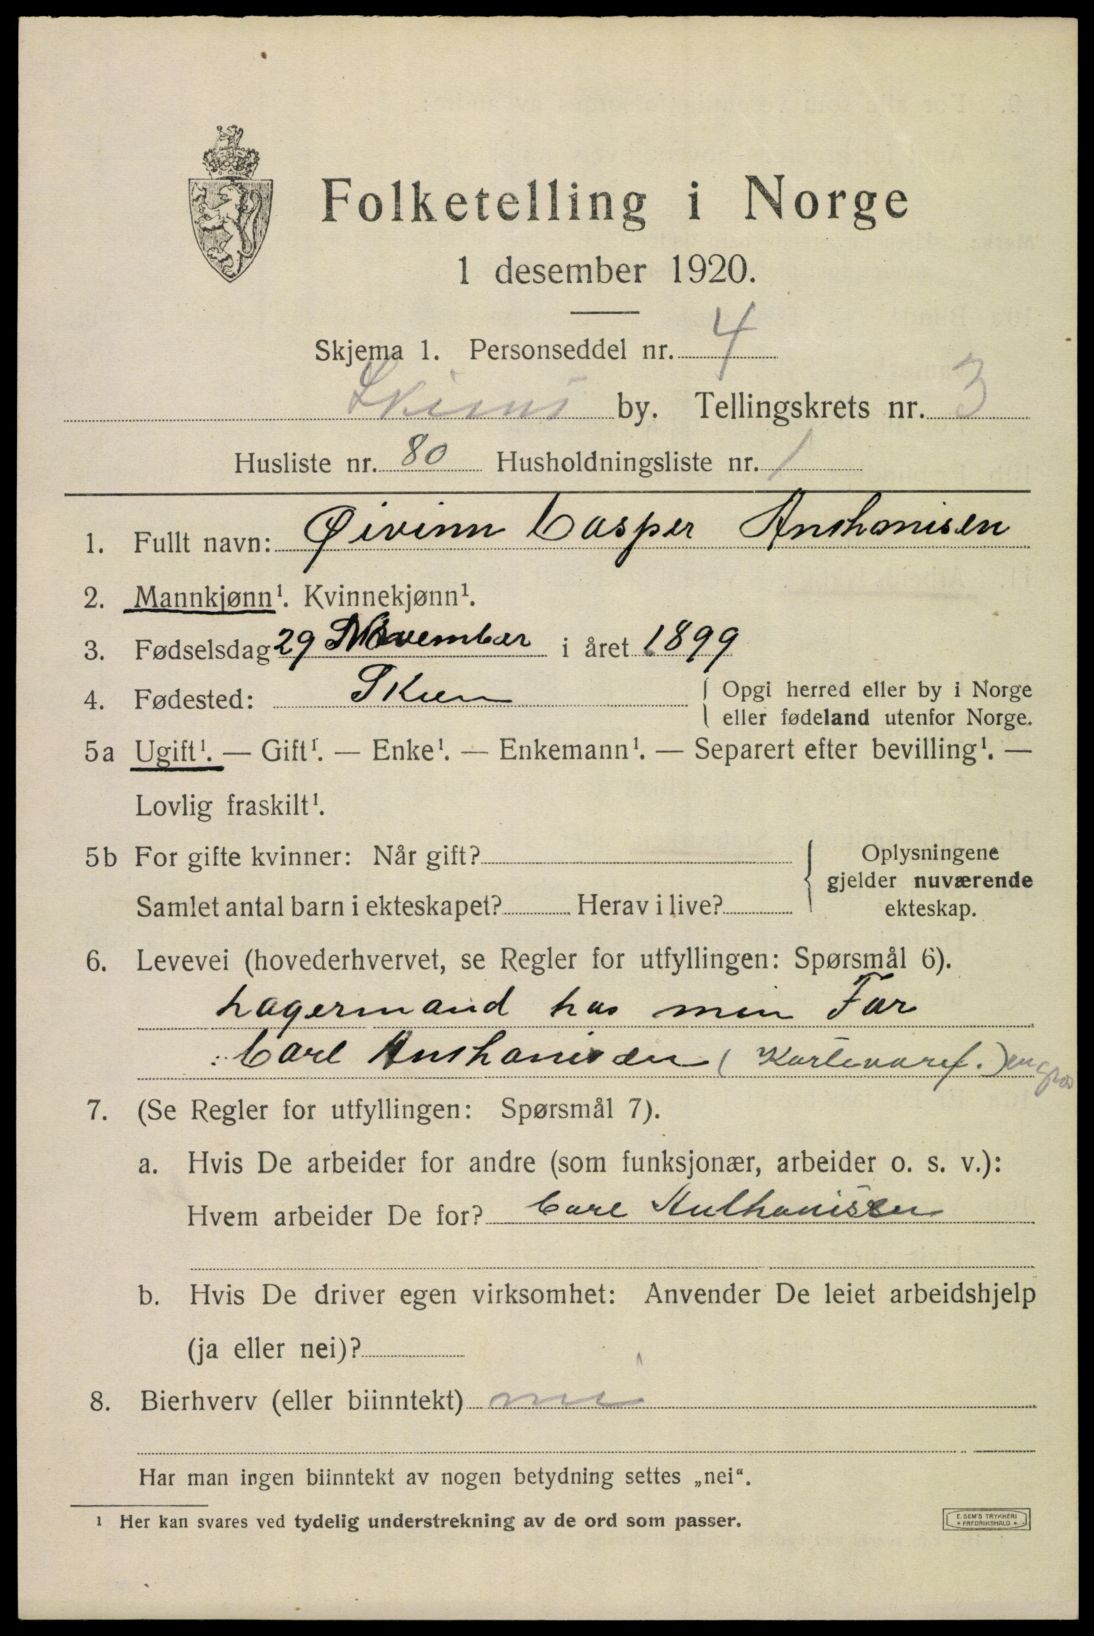 Folketelling i Norge
1 desember 1920.
Skjema 1. Personseddel nr. 4
Skiens by. Tellingskrets nr. 3
Husliste nr. 80 Husholdningsliste nr. 1
1. Fullt navn: Øivinn Casper Anthonisen
2. Mannkjønn¹. Kvinnekjønn¹.
3. Fødselsdag 29 November i året 1899
4. Fødested: Skien
Opgi herred eller by i Norge
eller fødeland utenfor Norge.
5a Ugift¹. — Gift¹. — Enke¹. — Enkemann¹. — Separert efter bevilling¹. —
Lovlig fraskilt¹.
5b For gifte kvinner: Når gift?
Samlet antal barn i ekteskapet? Herav i live?
Oplysningene
gjelder nuværende
ekteskap.
6. Levevei (hovederhvervet, se Regler for utfyllingen: Spørsmål 6).
Lagermand hos min Far
Carl Anthonisen (Kortevaref.) engros
7. (Se Regler for utfyllingen: Spørsmål 7).
a. Hvis De arbeider for andre (som funksjonær, arbeider o. s. v.):
Hvem arbeider De for? Carl Anthonissen
b. Hvis De driver egen virksomhet: Anvender De leiet arbeidshjelp
(ja eller nei)?
8. Bierhverv (eller biinntekt) nei
Har man ingen biinntekt av nogen betydning settes „nei“.
¹ Her kan svares ved tydelig understrekning av de ord som passer.
E. SEM'S TRYKKERI
FREDRIKSHALD